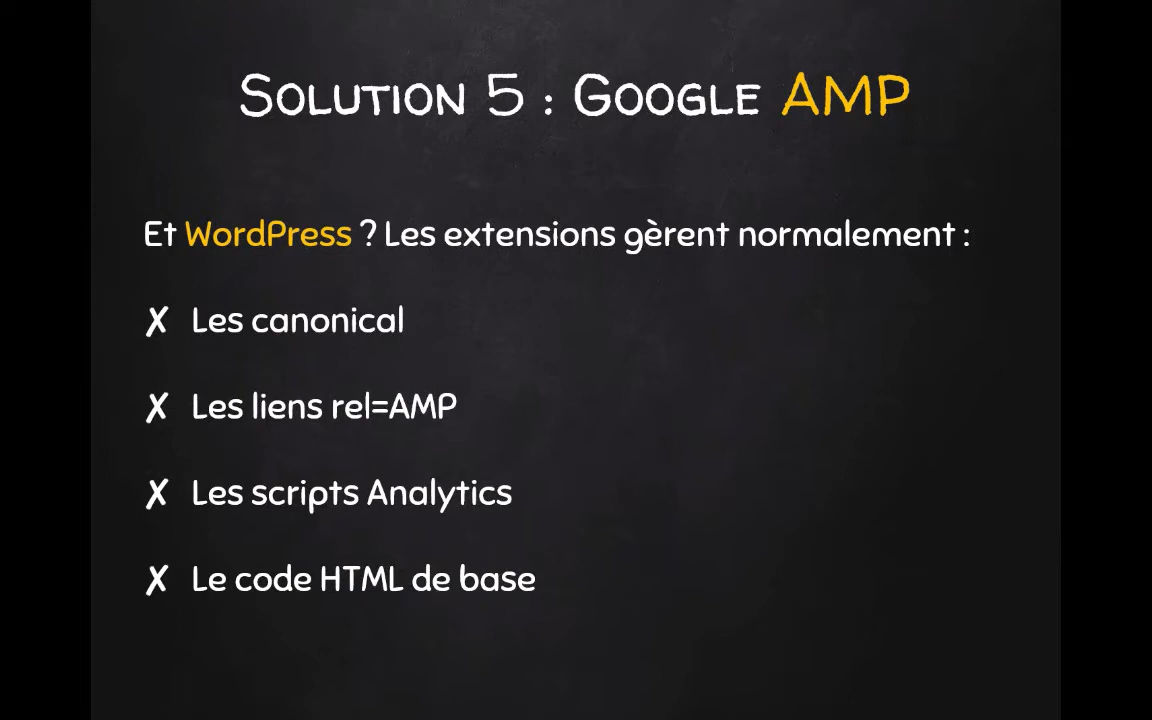 Solution 5 : Google AMP
Et WordPress ? Les extensions gèrent normalement :
✗ Les canonical
✗ Les liens rel=AMP
✗ Les scripts Analytics
✗ Le code HTML de base